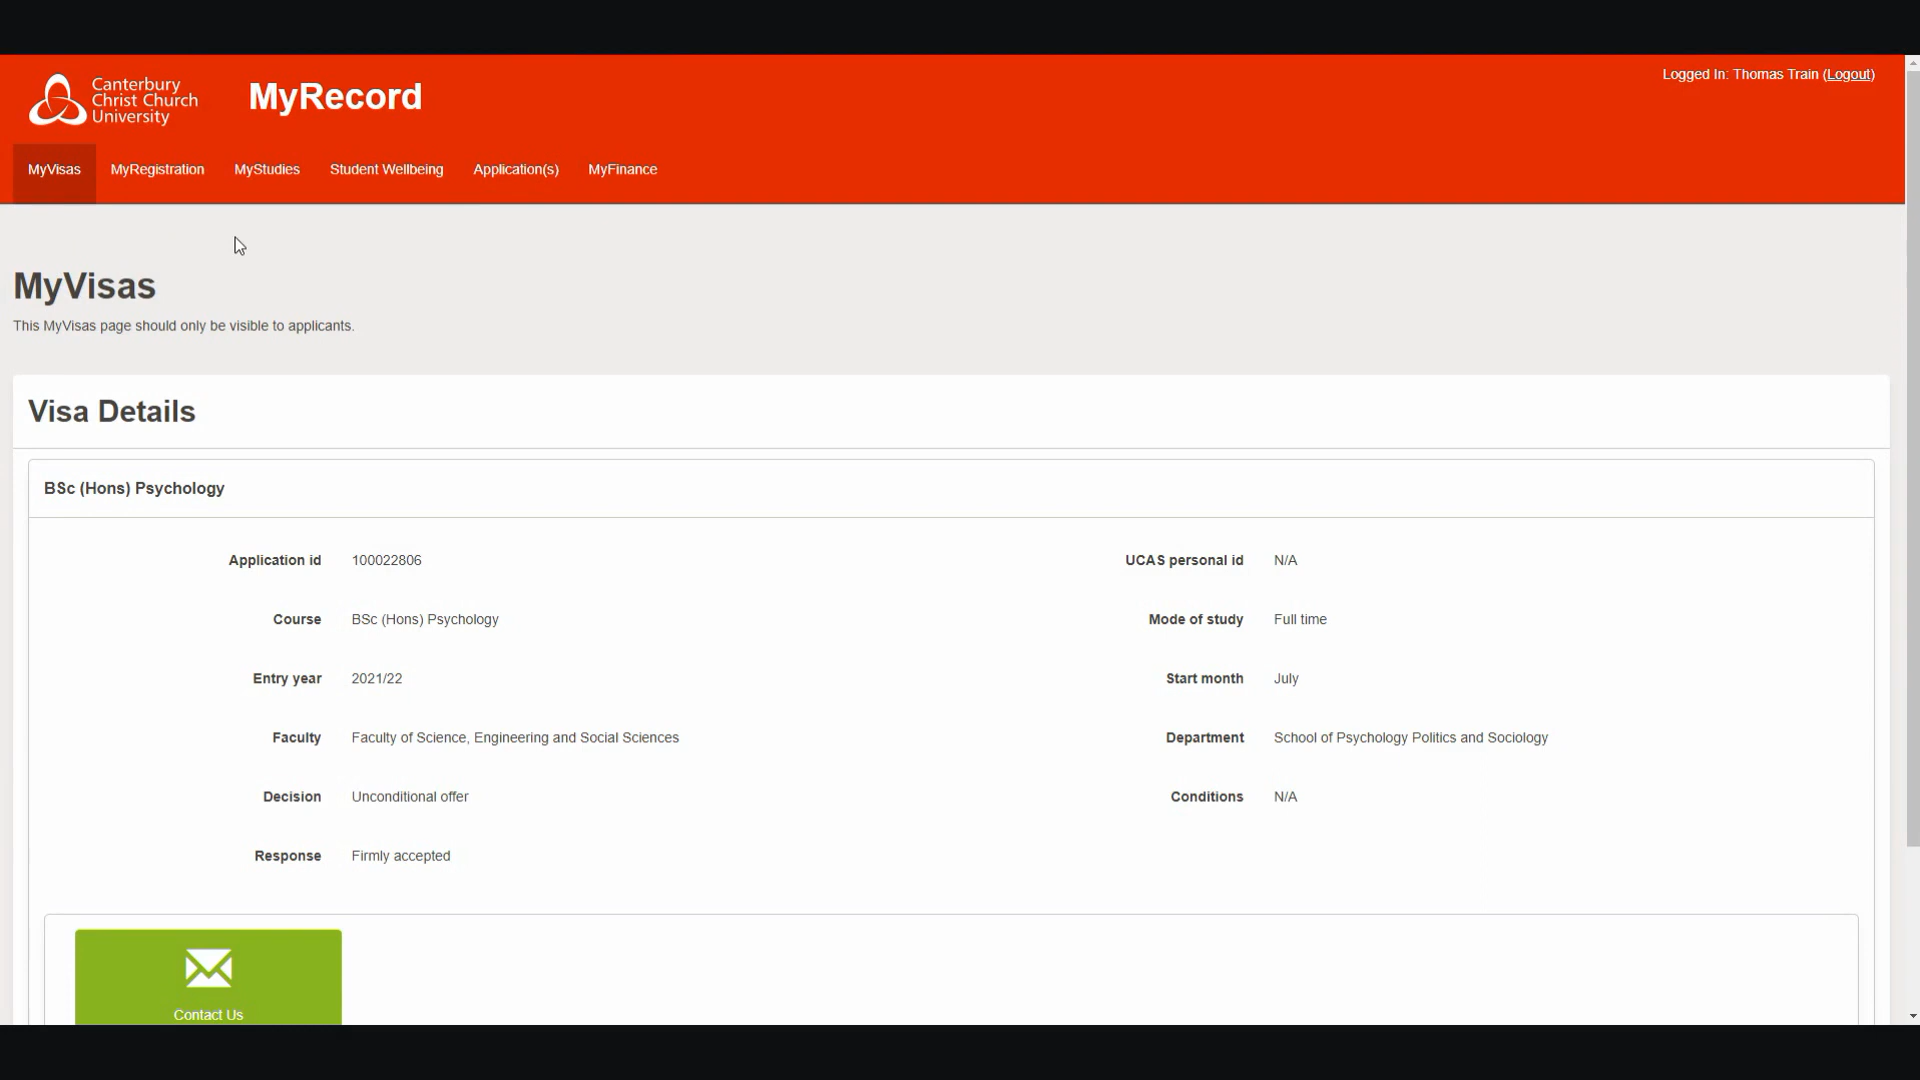 Canterbury
Christ Church
University
MyRecord
Logged In: Thomas Train (Logout)
MyVisas MyRegistration MyStudies Student Wellbeing Application(s) MyFinance
MyVisas
This MyVisas page should only be visible to applicants.
Visa Details
BSc (Hons) Psychology
Application id 100022806 UCAS personal id N/A
Course BSc (Hons) Psychology Mode of study Full time
Entry year 2021/22 Start month July
Faculty Faculty of Science, Engineering and Social Sciences Department School of Psychology Politics and Sociology
Decision Unconditional offer Conditions N/A
Response Firmly accepted
Contact Us